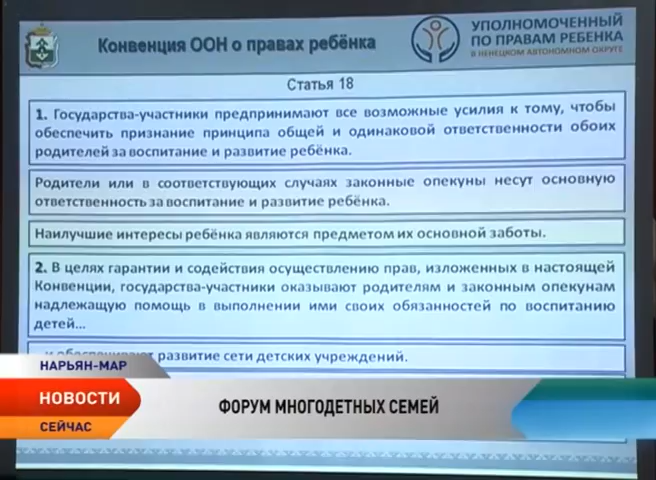 Конвенция ООН о правах ребёнка
УПОЛНОМОЧЕННЫЙ
ПО ПРАВАМ РЕБЕНКА
В НЕНЕЦКОМ АВТОНОМНОМ ОКРУГЕ
Статья 18
1. Государства-участники предпринимают все возможные усилия к тому, чтобы
обеспечить признание принципа общей и одинаковой ответственности обоих
родителей за воспитание и развитие ребёнка.
Родители или в соответствующих случаях законные опекуны несут основную
ответственность за воспитание и развитие ребёнка.
Наилучшие интересы ребёнка являются предметом их основной заботы.
2. В целях гарантии и содействия осуществлению прав, изложенных в настоящей
Конвенции, государства-участники оказывают родителям и законным опекунам
надлежащую помощь в выполнении ими своих обязанностей по воспитанию
детей...
развитие сети детских учреждений.
НАРЬЯН-МАР
НОВОСТИ
СЕЙЧАС
ФОРУМ МНОГОДЕТНЫХ СЕМЕЙ